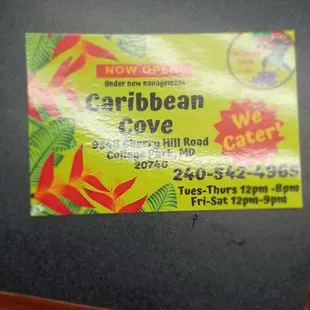 NOW OPEN!
Under new management
Caribbean
Cove
9348 Cherry Hill Road
College Park, MD
20740
We
Cater!
240-542-4965
Tues-Thurs 12pm -8pm
Fri-Sat 12pm-9pm